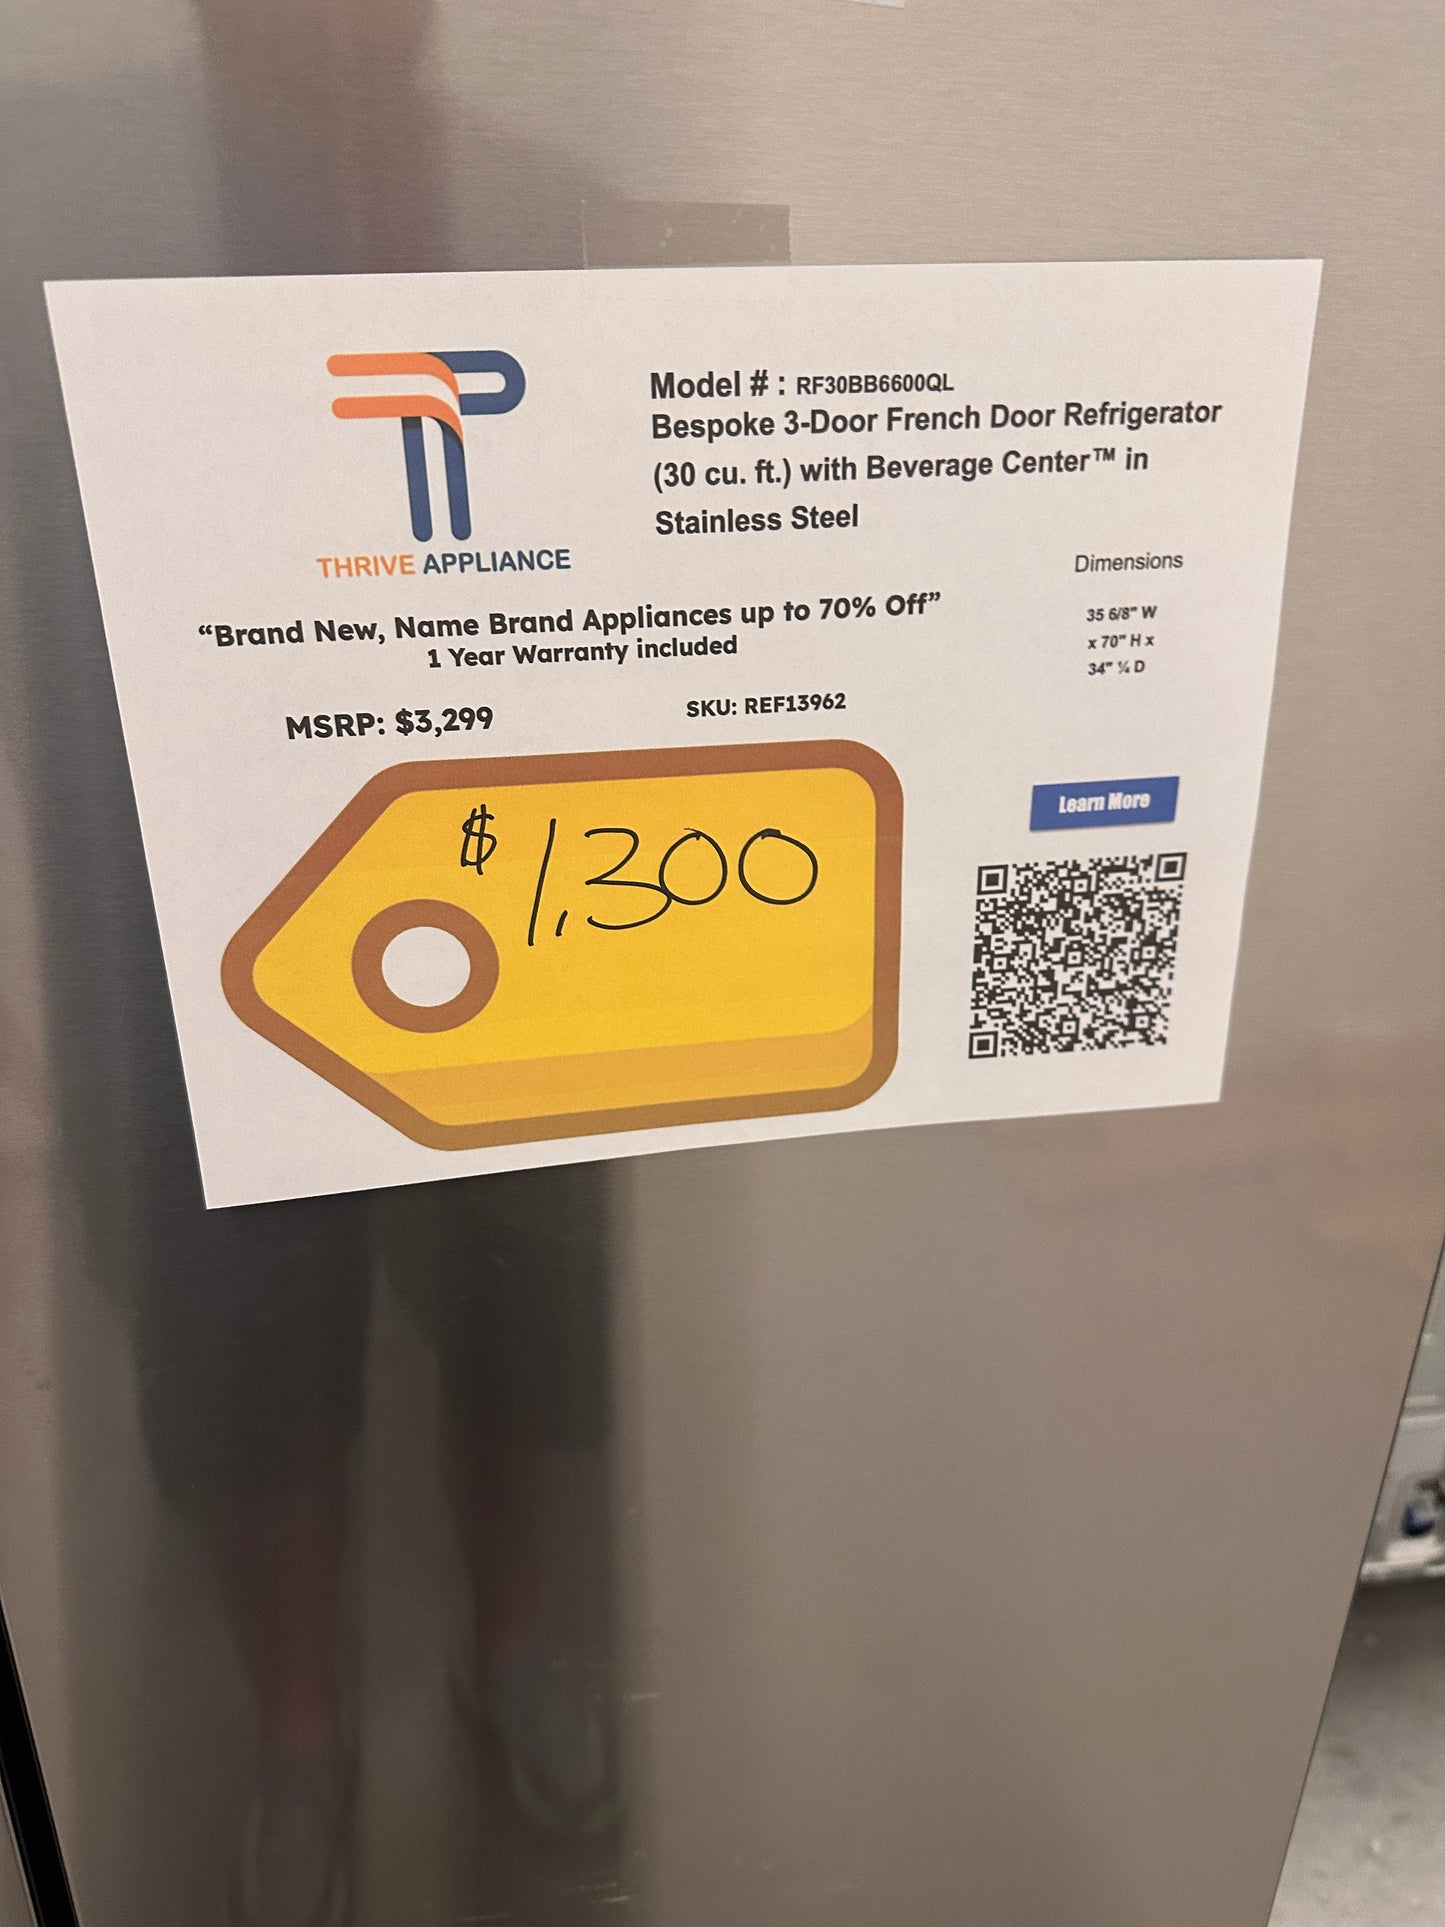 Model # : RF30BB6600QL
Bespoke 3-Door French Door Refrigerator
(30 cu. ft.) with Beverage Center™ in
Stainless Steel
THRIVE APPLIANCE
Dimensions
35 6/8" W
x 70" H x
34" ¼ D
“Brand New, Name Brand Appliances up to 70% Off”
1 Year Warranty included
MSRP: $3,299
SKU: REF13962
$1,300
Learn More